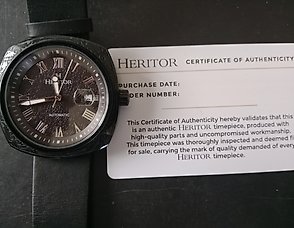 HERITOR
AUTOMATIC
HERITOR CERTIFICATE OF AUTHENTICITY
PURCHASE DATE:
ORDER NUMBER:
This Certificate of Authenticity hereby validates that this
is an authentic HERITOR timepiece, produced with
high-quality parts and uncompromised workmanship.
This timepiece was thoroughly inspected and deemed fi
for sale, carrying the mark of quality demanded of every
HERITOR timepiece.